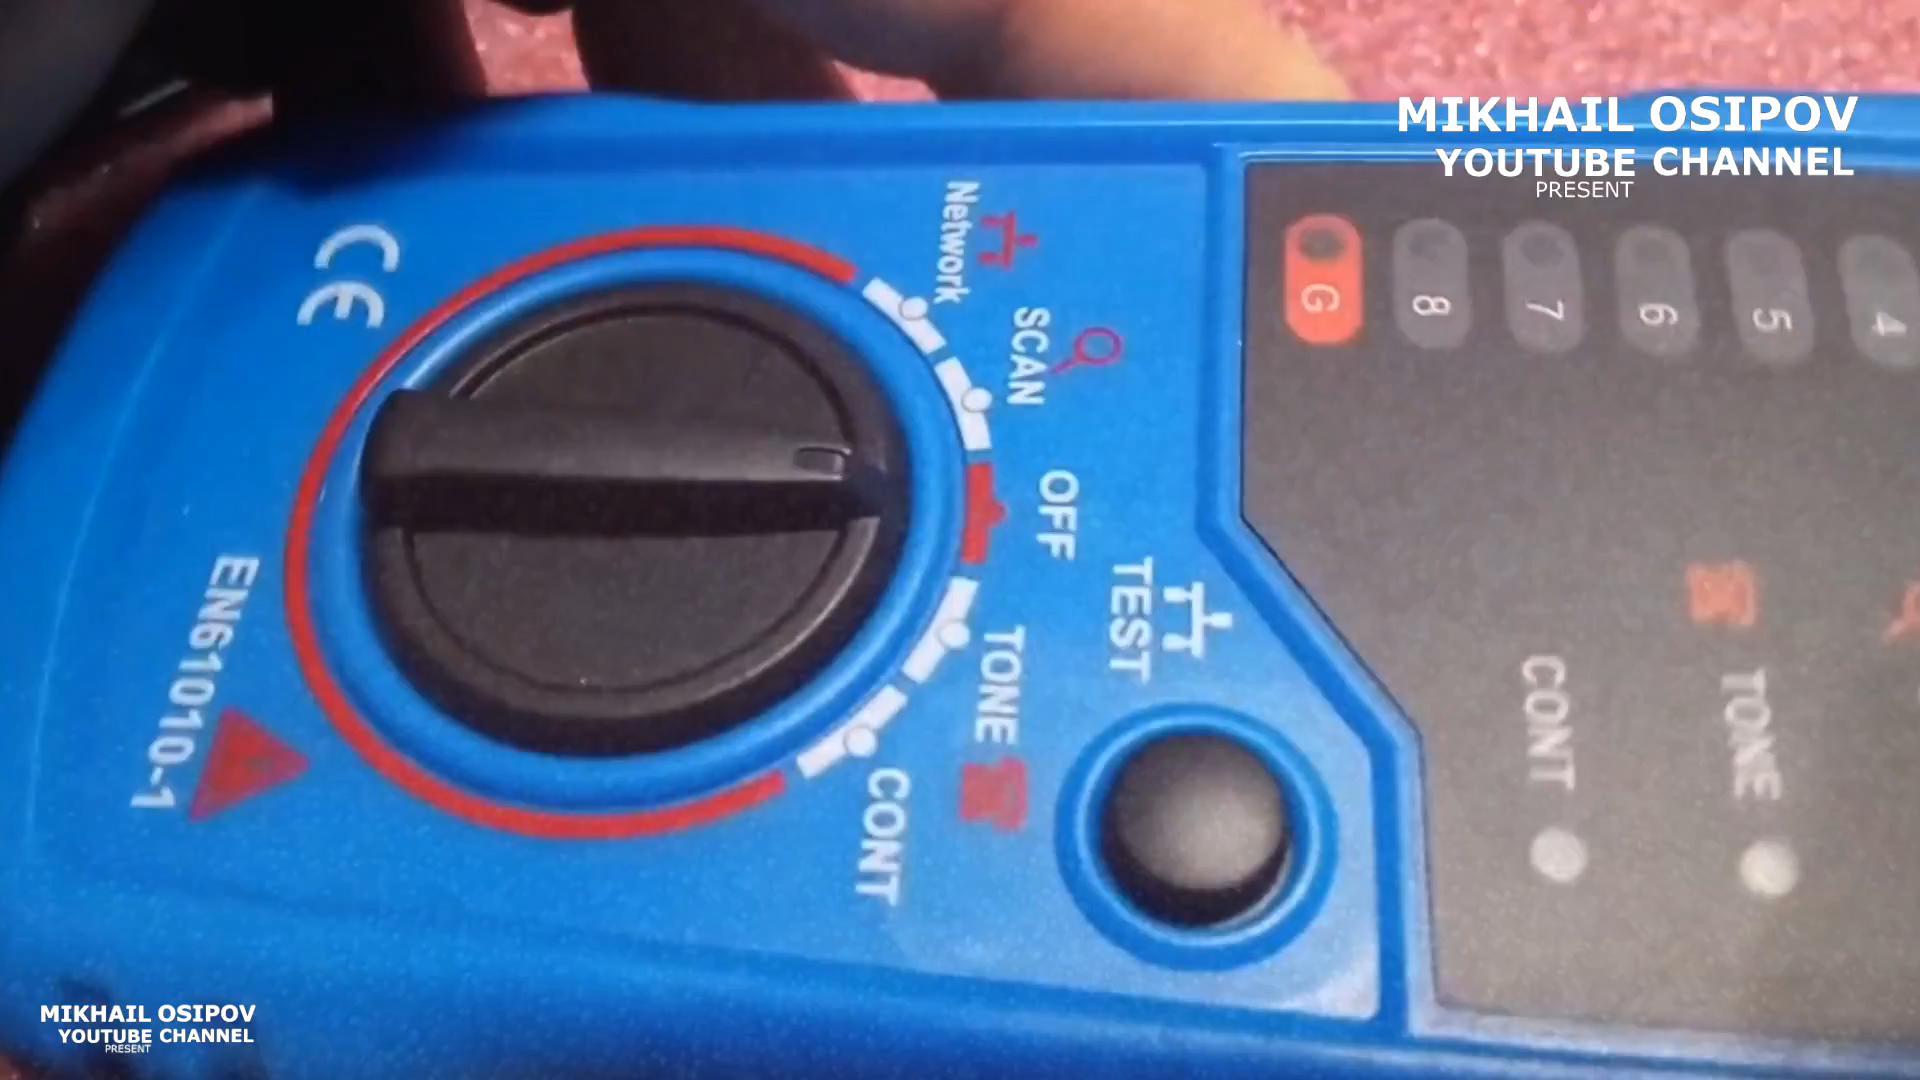 MIKHAIL OSIPOV
YOUTUBE CHANNEL
PRESENT
Network
SCAN
OFF
TONE
CONT
TEST
CE
EN61010-1
G
8
7
6
5
4
CONT
TONE
MIKHAIL OSIPOV
YOUTUBE CHANNEL
PRESENT